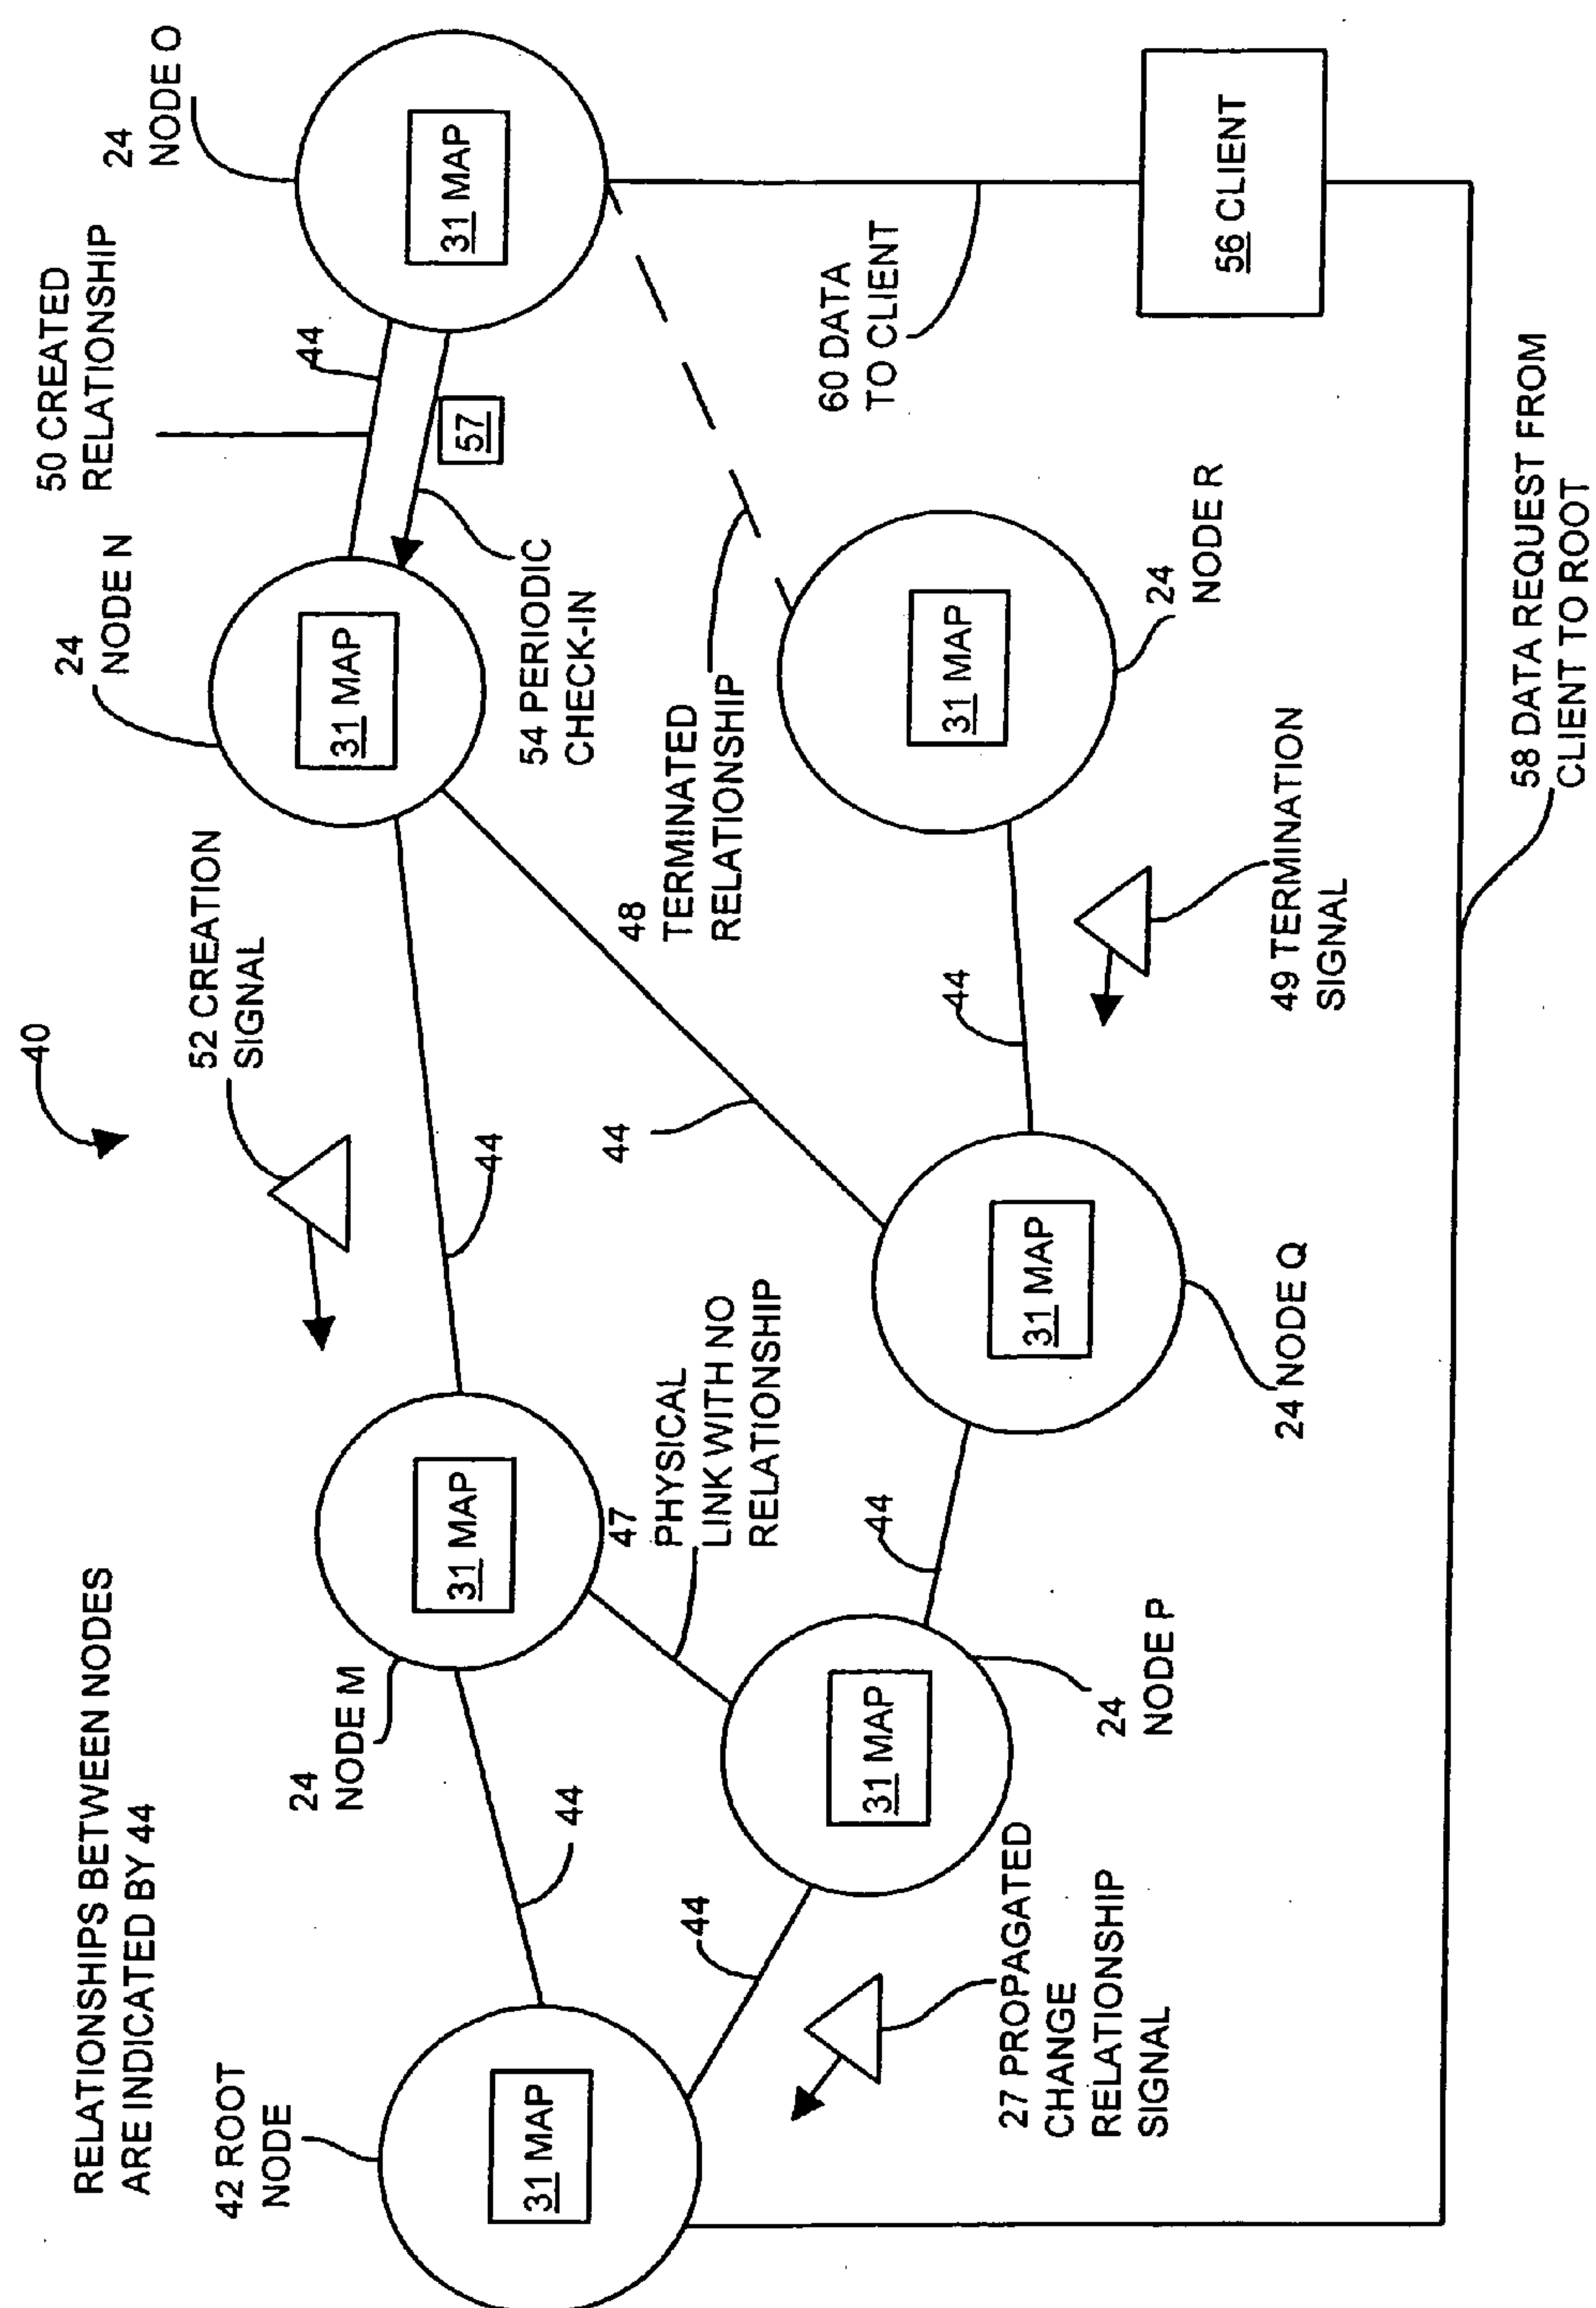 RELATIONSHIPS BETWEEN NODES
ARE INDICATED BY 44
40
42 ROOT
NODE
31 MAP
44
24
NODE M
31 MAP
52 CREATION
SIGNAL
44
24
NODE N
31 MAP
50 CREATED
RELATIONSHIP
44
57
54 PERIODIC
CHECK-IN
24
NODE O
31 MAP
44
27 PROPAGATED
CHANGE
RELATIONSHIP
SIGNAL
31 MAP
24
NODE P
47
PHYSICAL
LINK WITH NO
RELATIONSHIP
44
44
31 MAP
24 NODE Q
48
TERMINATED
RELATIONSHIP
44
49 TERMINATION
SIGNAL
31 MAP
24
NODE R
60 DATA
TO CLIENT
56 CLIENT
58 DATA REQUEST FROM
CLIENT TO ROOT